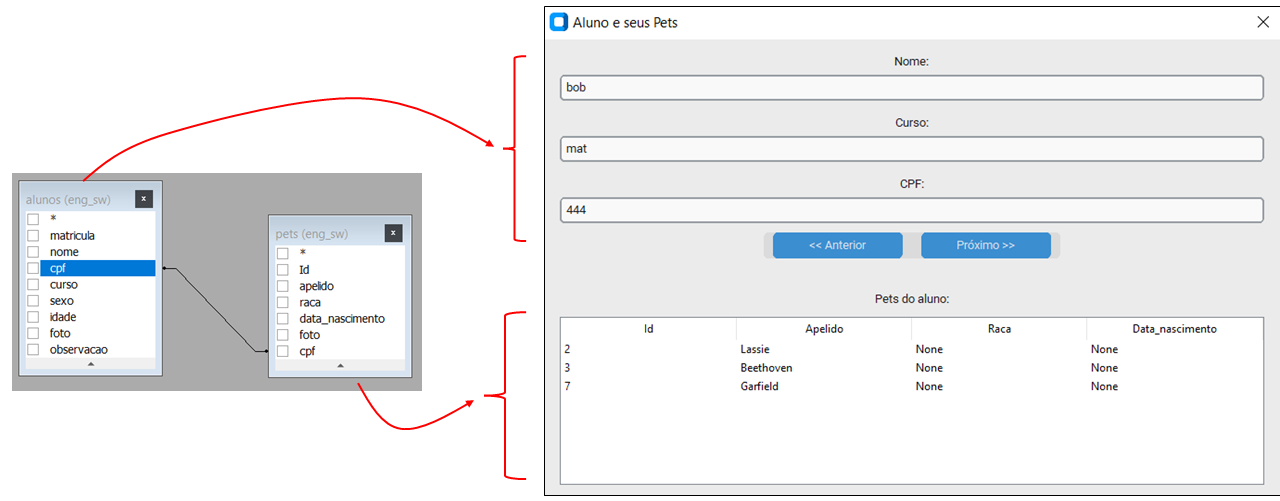 alunos (eng_sw) x
*
matricula
nome
cpf
curso
sexo
idade
foto
observacao
pets (eng_sw) x
*
Id
apelido
raca
data_nascimento
foto
cpf
Aluno e seus Pets
Nome:
bob
Curso:
mat
CPF:
444
<< Anterior Próximo >>
Pets do aluno:
Id Apelido Raca Data_nascimento
2 Lassie None None
3 Beethoven None None
7 Garfield None None